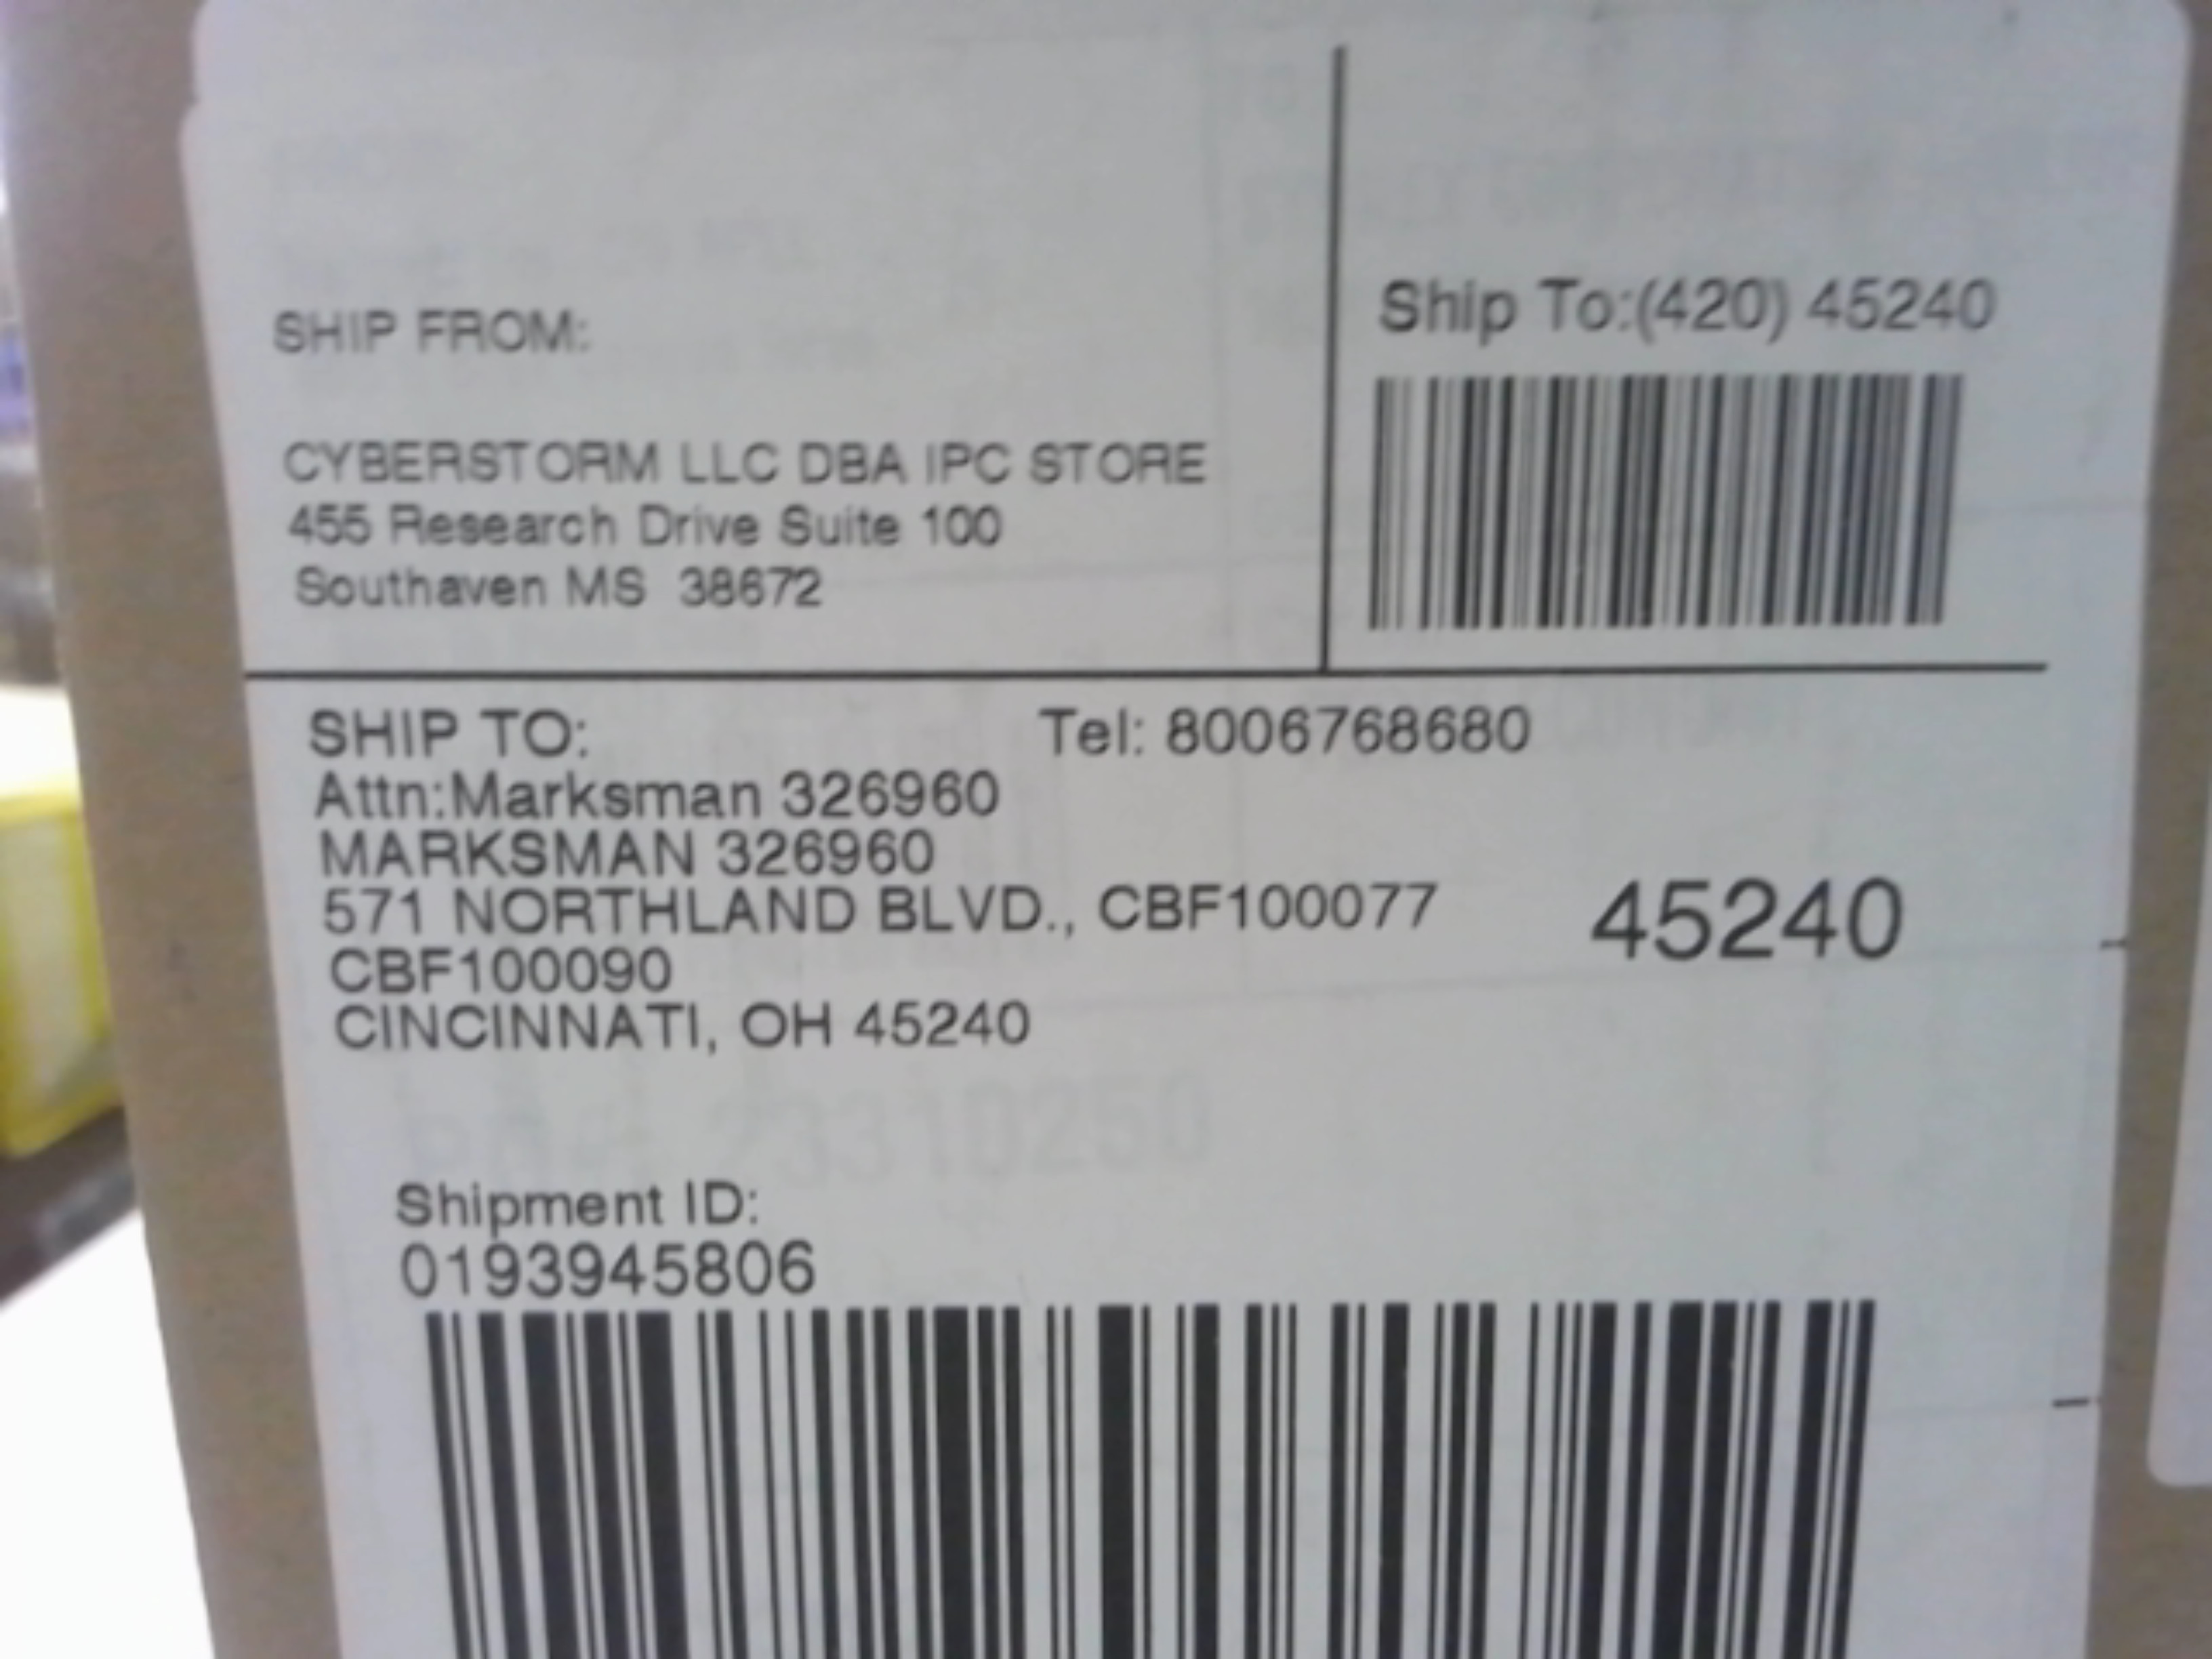 SHIP FROM:
CYBERSTORM LLC DBA IPC STORE
455 Research Drive Suite 100
Southaven MS 38672
Ship To:(420) 45240
SHIP TO: Tel: 8006768680
Attn:Marksman 326960
MARKSMAN 326960
571 NORTHLAND BLVD., CBF100077
CBF100090
CINCINNATI, OH 45240
45240
23310250
Shipment ID:
0193945806